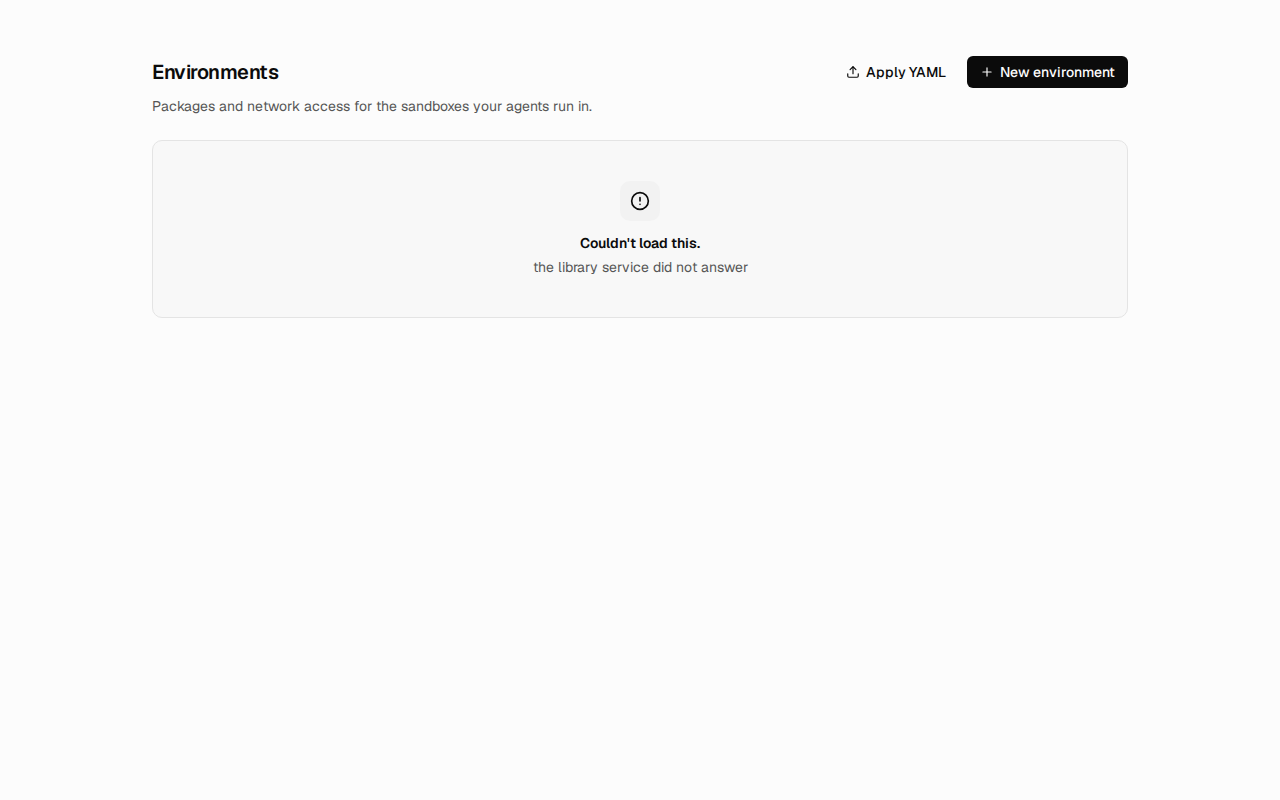 Environments
Apply YAML
New environment
Packages and network access for the sandboxes your agents run in.
Couldn't load this.
the library service did not answer